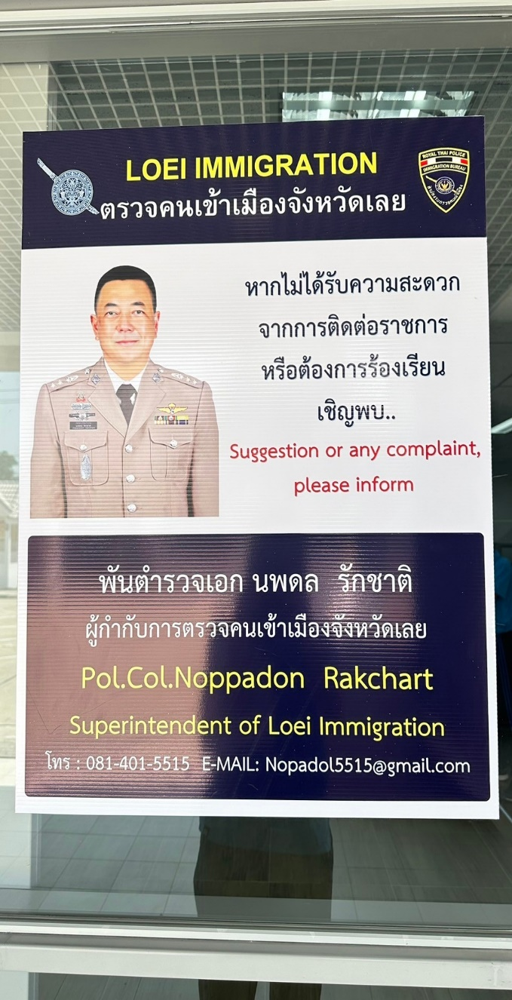 LOEI IMMIGRATION
ตรวจคนเข้าเมืองจังหวัดเลย
ROYAL THAI POLICE
IMMIGRATION BUREAU
หากไม่ได้รับความสะดวก
จากการติดต่อราชการ
หรือต้องการร้องเรียน
เชิญพบ..
Suggestion or any complaint,
please inform
พันตำรวจเอก นพดล รักชาติ
ผู้กำกับการตรวจคนเข้าเมืองจังหวัดเลย
Pol.Col.Noppadon Rakchart
Superintendent of Loei Immigration
โทร : 081-401-5515 E-MAIL: Nopadol5515@gmail.com